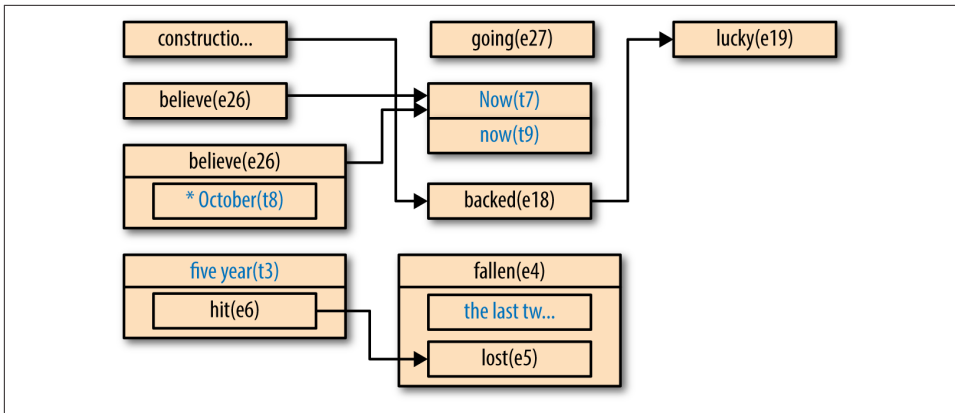 constructio...
going(e27)
lucky(e19)
believe(e26)
Now(t7)
now(t9)
believe(e26)
* October(t8)
backed(e18)
five year(t3)
hit(e6)
fallen(e4)
the last tw...
lost(e5)